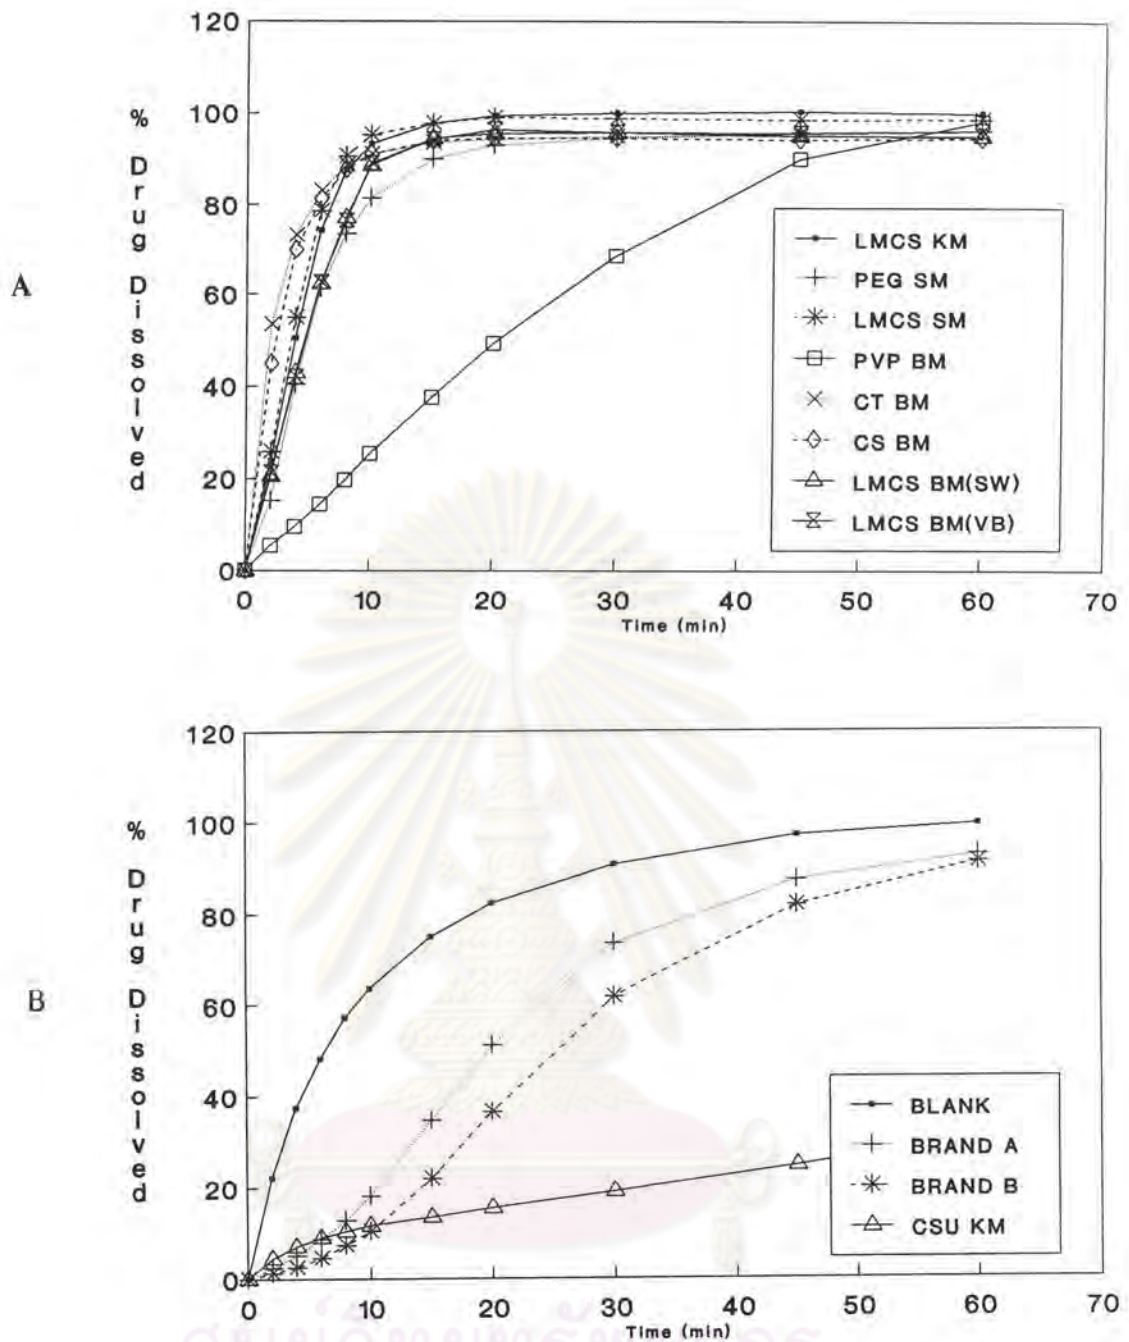 A
% Drug Dissolved
120
100
80
60
40
20
0
0 10 20 30 40 50 60 70
Time (min)
LMCS KM
PEG SM
LMCS SM
PVP BM
CT BM
CS BM
LMCS BM(SW)
LMCS BM(VB)
B
% Drug Dissolved
120
100
80
60
40
20
0
0 10 20 30 40 50 60 70
Time (min)
BLANK
BRAND A
BRAND B
CSU KM